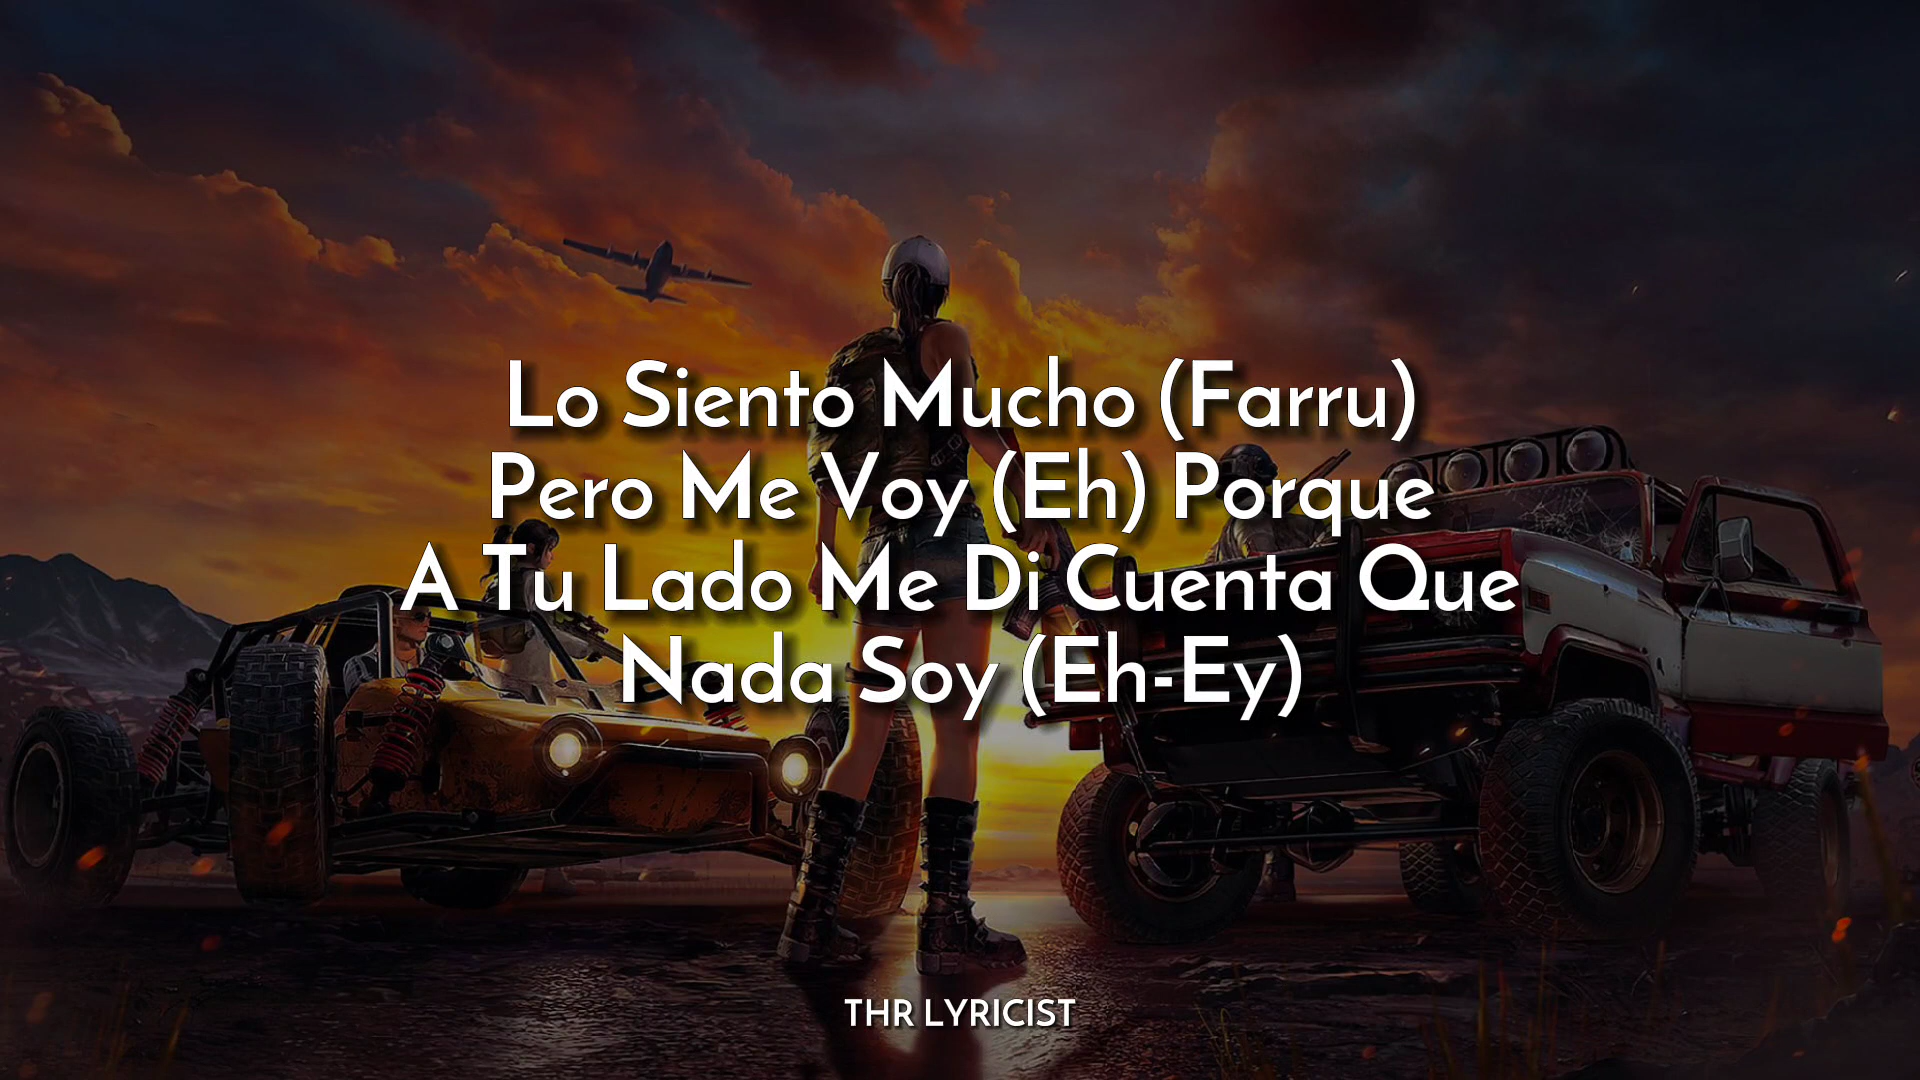 Lo Siento Mucho (Farru)
Pero Me Voy (Eh) Porque
A Tu Lado Me Di Cuenta Que
Nada Soy (Eh-Ey)
THR LYRICIST